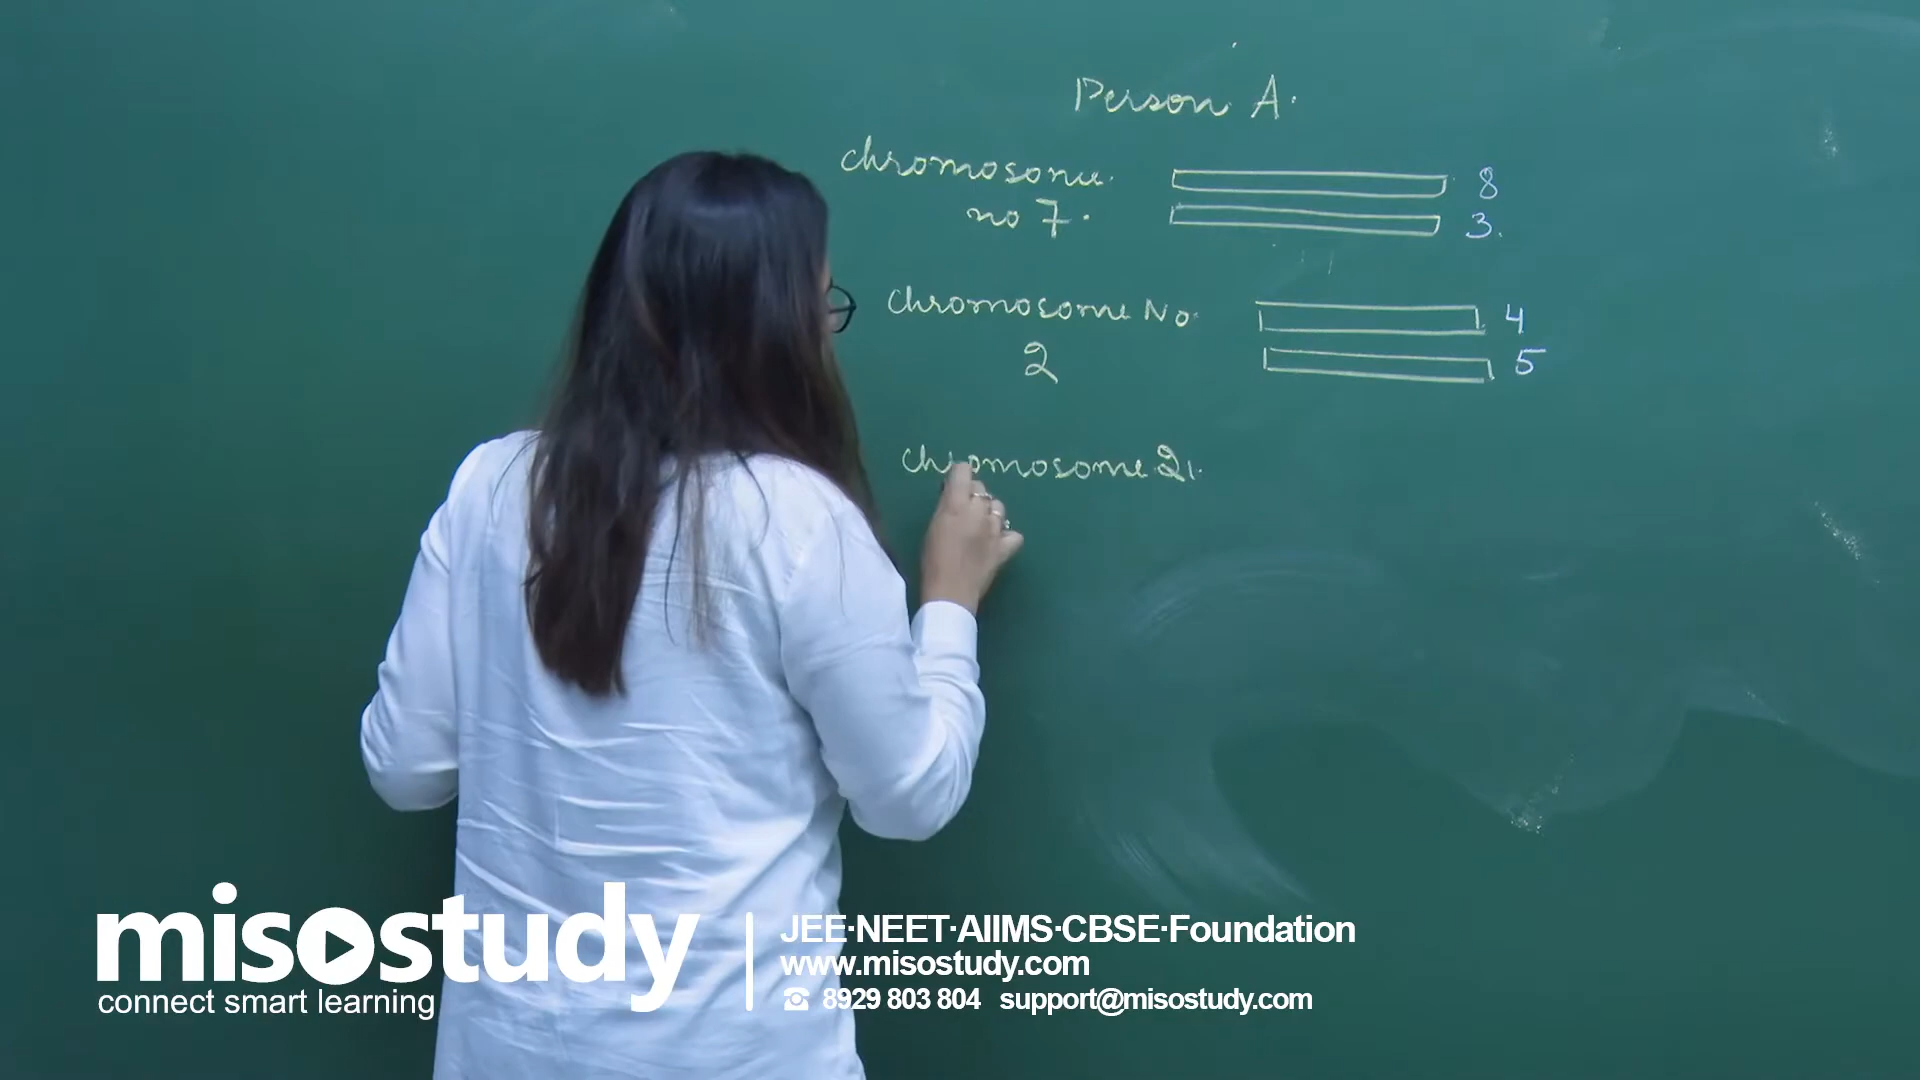 Person A.
chromosome.
no 7.
8
3.
Chromosome No.
2
4
5
chromosome 21.
misostudy
connect smart learning
JEE·NEET·AIIMS·CBSE·Foundation
www.misostudy.com
8929 803 804 support@misostudy.com